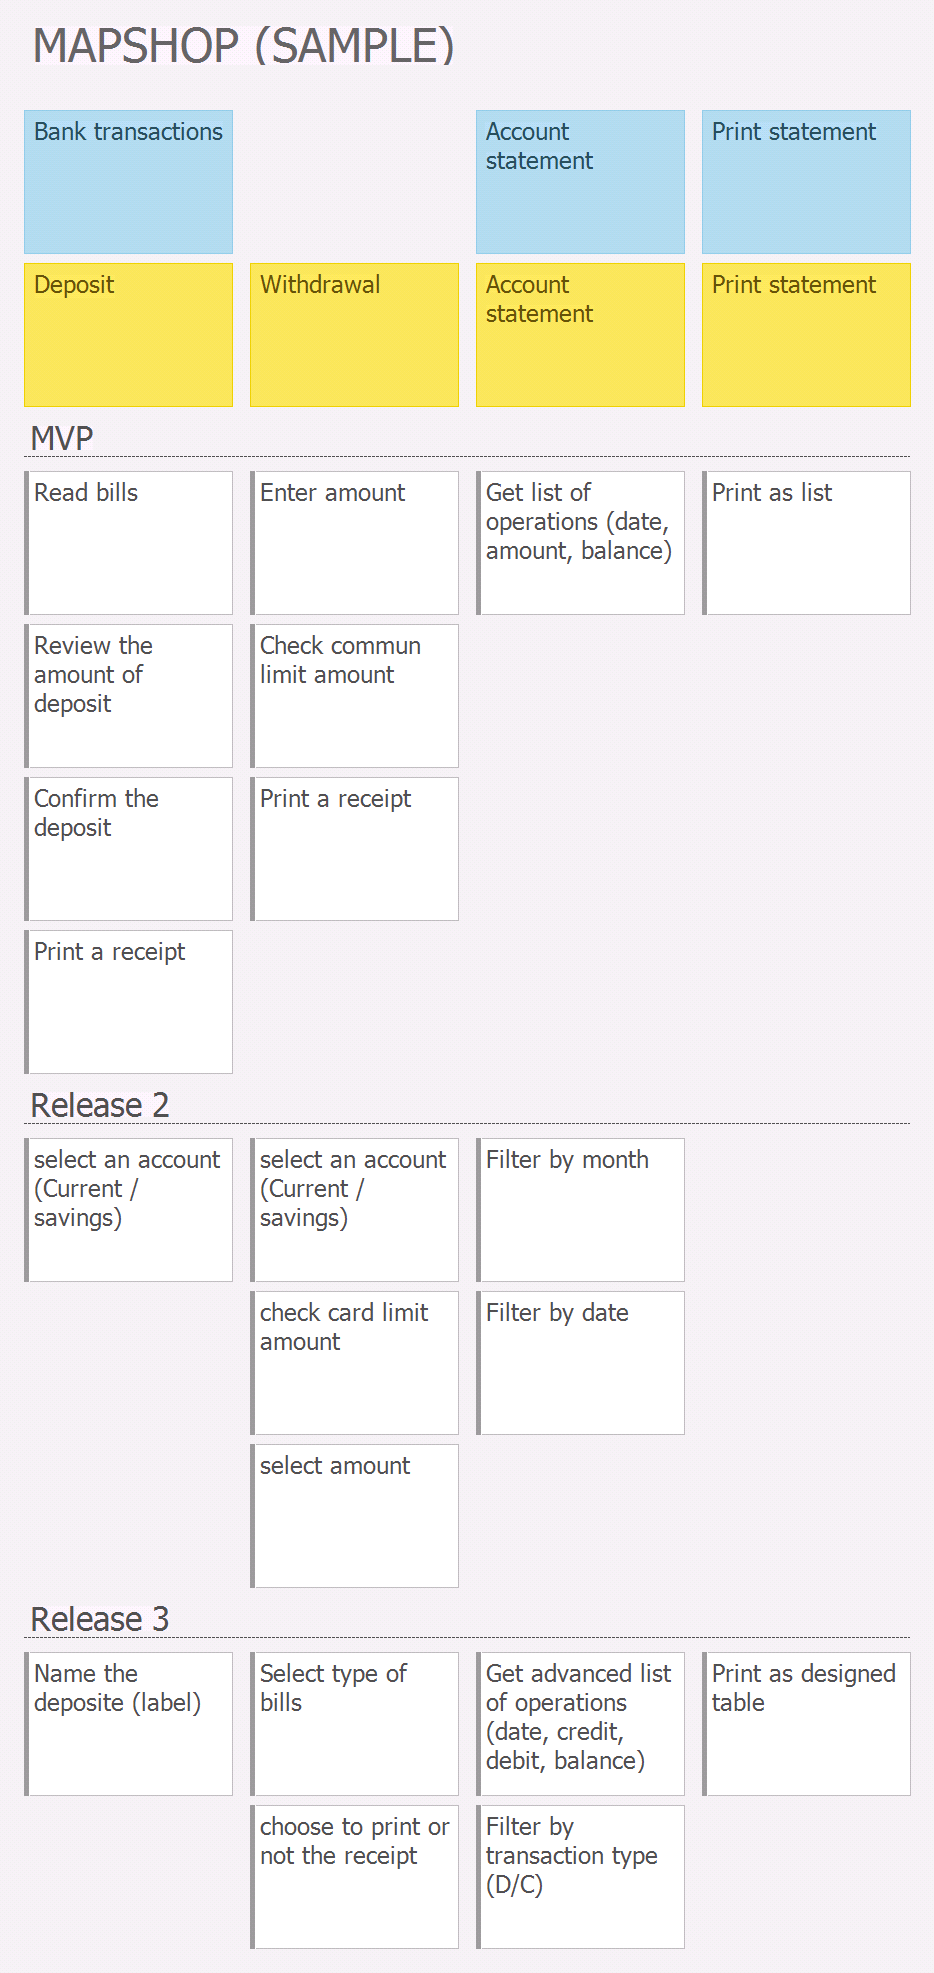 MAPSHOP (SAMPLE)
Bank transactions
Account
statement
Print statement
Deposit
Withdrawal
Account
statement
Print statement
MVP
Read bills
Enter amount
Get list of
operations (date,
amount, balance)
Print as list
Review the
amount of
deposit
Check commun
limit amount
Confirm the
deposit
Print a receipt
Print a receipt
Release 2
select an account
(Current /
savings)
select an account
(Current /
savings)
Filter by month
check card limit
amount
Filter by date
select amount
Release 3
Name the
deposite (label)
Select type of
bills
Get advanced list
of operations
(date, credit,
debit, balance)
Print as designed
table
choose to print or
not the receipt
Filter by
transaction type
(D/C)